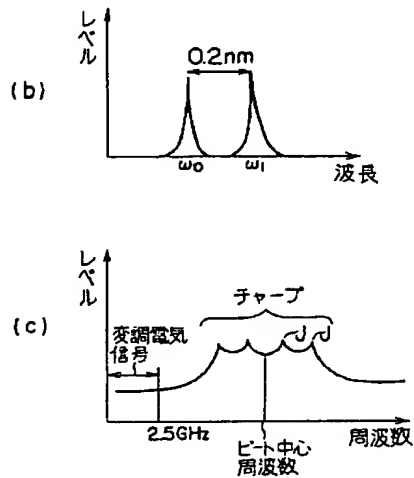 (b)
レベル
0.2nm
ω₀
ω₁
波長
(c)
レベル
チャープ
変調電気
信号
2.5GHz
ビート中心
周波数
周波数